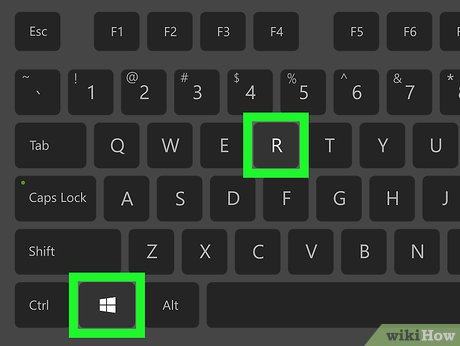 Esc F1 F2 F3 F4 F5 F6
~ ` ! 1 @ 2 # 3 $ 4 % 5 ^ 6 & 7 *
Tab Q W E R T Y U
Caps Lock A S D F G H J
Shift Z X C V B N
Ctrl Alt
wikiHow